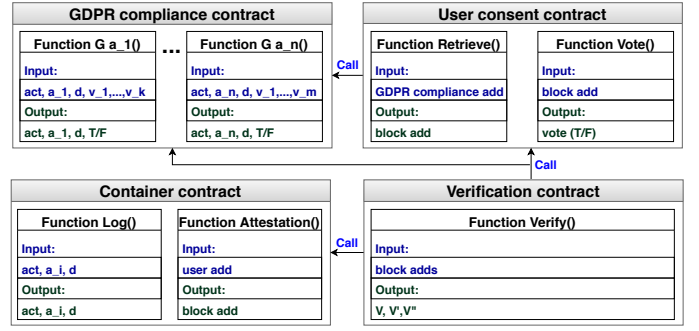 GDPR compliance contract
Function G a_1()
Input:
act, a_1, d, v_1,...,v_k
Output:
act, a_1, d, T/F
...
Function G a_n()
Input:
act, a_n, d, v_1,...,v_m
Output:
act, a_n, d, T/F
Call
User consent contract
Function Retrieve()
Input:
GDPR compliance add
Output:
block add
Function Vote()
Input:
block add
Output:
vote (T/F)
Call
Container contract
Function Log()
Input:
act, a_i, d
Output:
act, a_i, d
Function Attestation()
Input:
user add
Output:
block add
Call
Verification contract
Function Verify()
Input:
block adds
Output:
V, V',V"